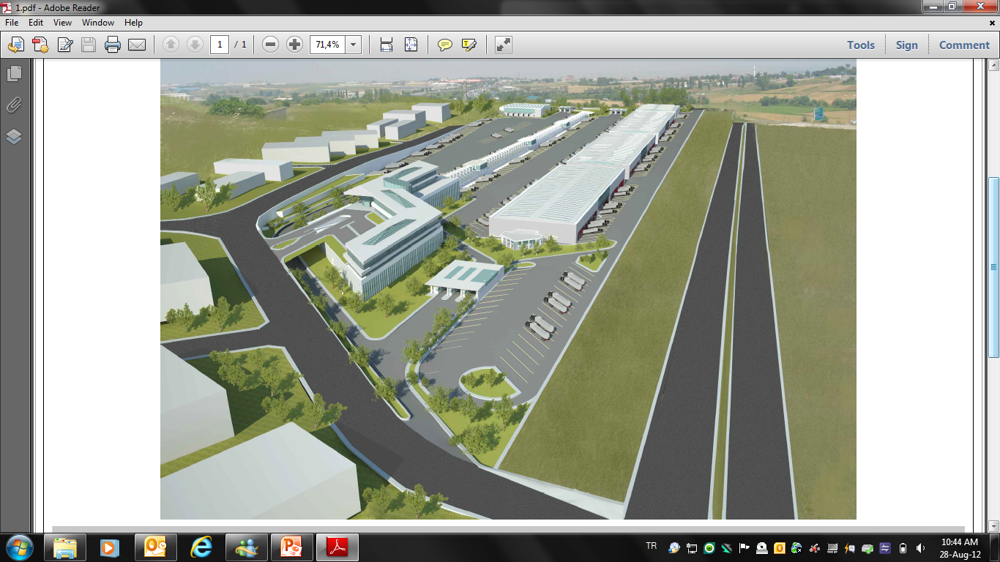 1.pdf - Adobe Reader
File Edit View Window Help
1 / 1 71,4% Tools Sign Comment
TR 10:44 AM
28-Aug-12